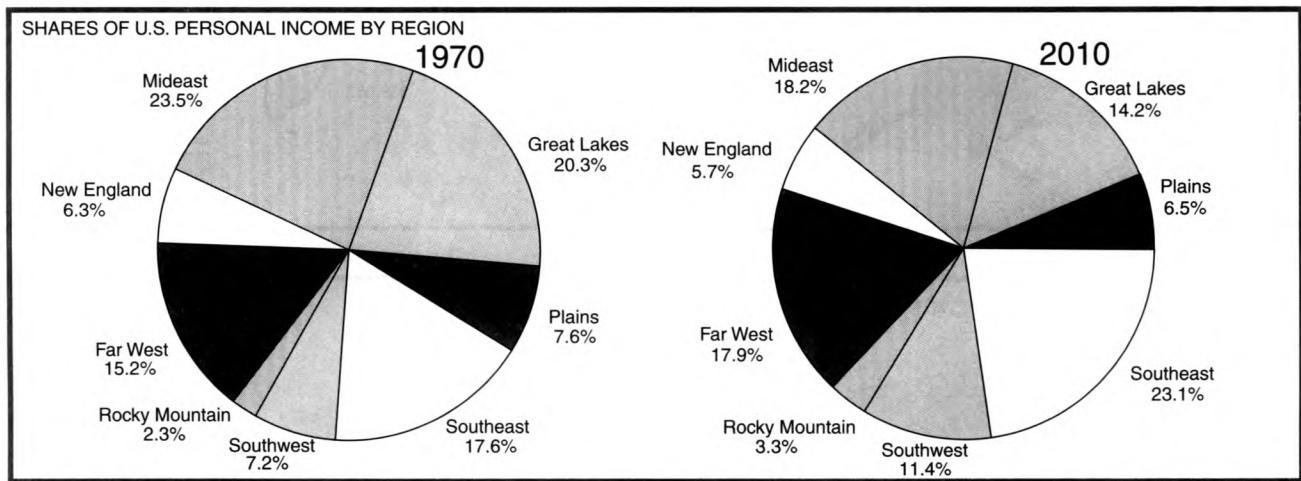 SHARES OF U.S. PERSONAL INCOME BY REGION
1970
Mideast
23.5%
Great Lakes
20.3%
New England
6.3%
Plains
7.6%
Far West
15.2%
Rocky Mountain
2.3%
Southwest
7.2%
Southeast
17.6%
2010
Mideast
18.2%
Great Lakes
14.2%
New England
5.7%
Plains
6.5%
Far West
17.9%
Southeast
23.1%
Rocky Mountain
3.3%
Southwest
11.4%